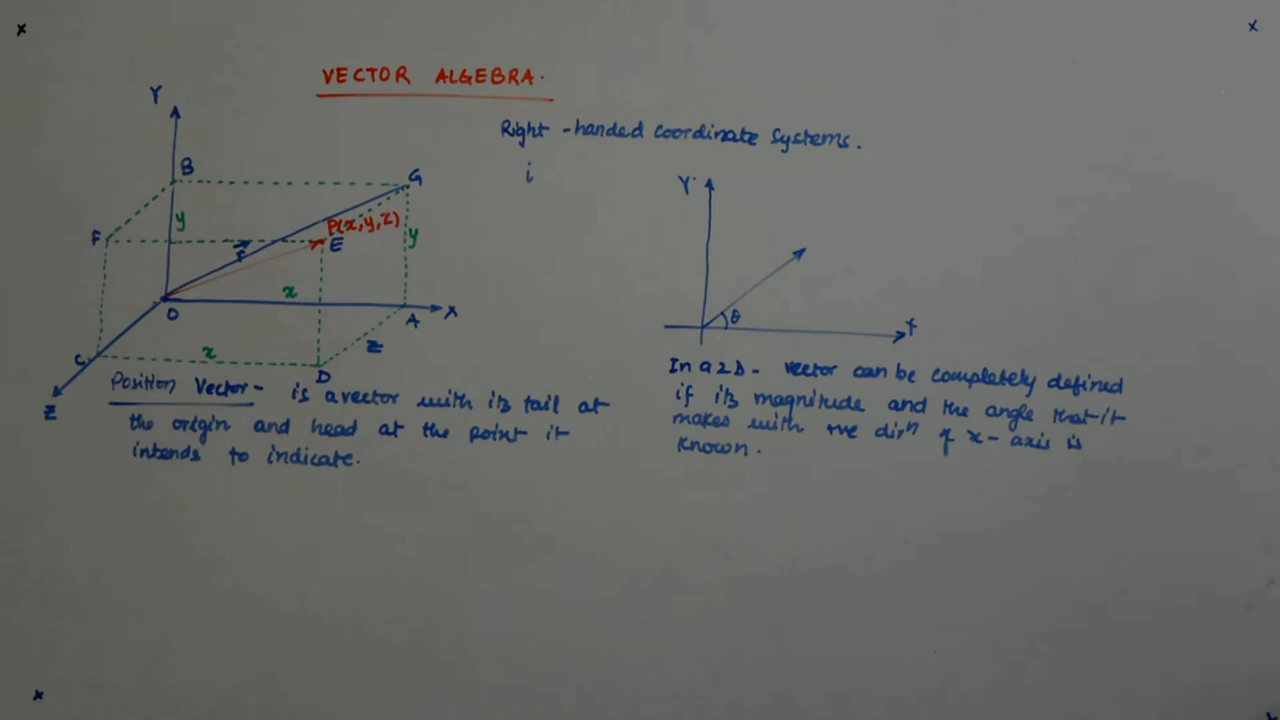 VECTOR ALGEBRA.
Right-handed coordinate systems.
i
Y
B
G
y
P(x,y,z)
F
E
y
r
x
O
A
X
z
C
x
D
Z
Position Vector- is a vector with its tail at
the origin and head at the point it
intends to indicate.
Y
θ
X
In a 2D- vector can be completely defined
if its magnitude and the angle that it
makes with +ve dirn of x-axis is
known.